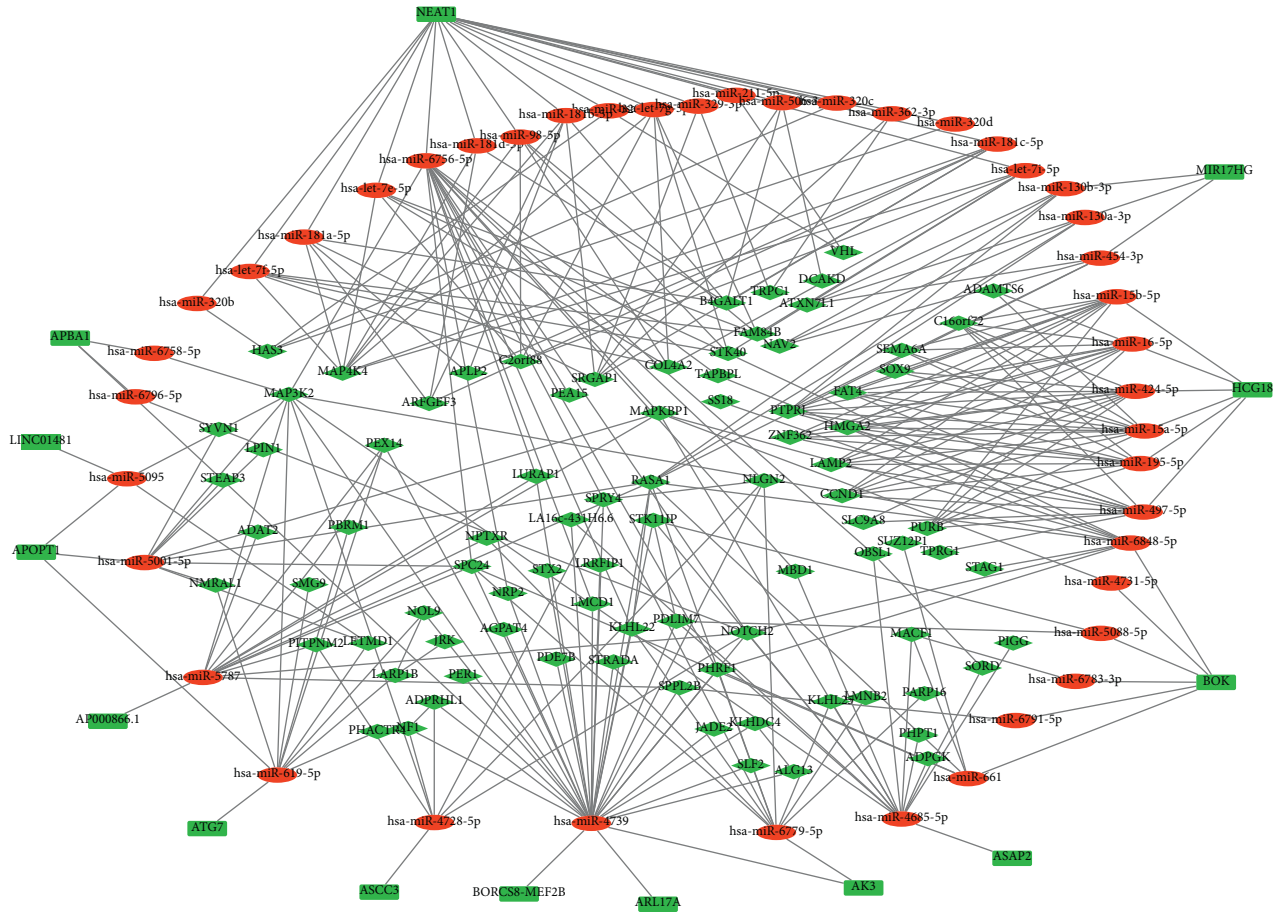 NEAT1
hsa-miR-211-5p
hsa-let-7g-5p
hsa-miR-329-3p
hsa-miR-320c
hsa-miR-181b-5p
hsa-miR-362-3p
hsa-miR-320d
hsa-miR-98-5p
hsa-miR-181d-5p
hsa-miR-181c-5p
hsa-miR-6756-5p
hsa-let-7i-5p
MIR17HG
hsa-let-7e-5p
hsa-miR-130b-3p
hsa-miR-130a-3p
hsa-miR-181a-5p
VHL
hsa-miR-454-3p
hsa-let-7f-5p
DCAKD
TRPC1
ADAMTS6
hsa-miR-15b-5p
hsa-miR-320b
B4GALT1
ATXN7L1
C16orf72
APBA1
FAM84B
NAV2
hsa-miR-16-5p
hsa-miR-6758-5p
HAS3
STK40
SEMA6A
C2orf88
COL4A2
SOX9
MAP4K4
APLP2
SRGAP1
TAPBPL
hsa-miR-6796-5p
MAP3K2
PEA15
FAT4
hsa-miR-424-5p
HCG18
ARFGEF3
SS18
MAPKBP1
PTPRJ
SYVN1
HMGA2
hsa-miR-15a-5p
LINC01481
ZNF362
LPIN1
PEX14
LAMP2
hsa-miR-195-5p
hsa-miR-5095
STEAP3
LURAP1
RASA1
NLGN2
CCND1
SPRY4
hsa-miR-497-5p
ADAT2
PBRM1
LA16c-431H6.6
STK11IP
SLC9A8
PURB
NPTXR
SUZ12P1
hsa-miR-6848-5p
APOPT1
hsa-miR-5001-5p
SPC24
STX2
LRRFIP1
OBSL1
TPRG1
STAG1
MBD1
NMRAL1
SMG9
NRP2
hsa-miR-4731-5p
LMCD1
NOL9
AGPAT4
KLHL22
PDLIM7
NOTCH2
MACF1
hsa-miR-5088-5p
PITPNM2
LETMD1
JRK
PIGG
PDE7B
STRADA
hsa-miR-5787
LARP1B
PER1
PHRF1
SORD
hsa-miR-6783-3p
BOK
SPPL2B
ADPRHL1
KLHL25
LMNB2
PARP16
AP000866.1
hsa-miR-6791-5p
PHACTR4
NF1
JADE2
KLHDC4
PHPT1
SLF2
ALG13
ADPGK
hsa-miR-619-5p
hsa-miR-661
ATG7
hsa-miR-4728-5p
hsa-miR-4739
hsa-miR-6779-5p
hsa-miR-4685-5p
ASAP2
ASCC3
BORCS8-MEF2B
ARL17A
AK3